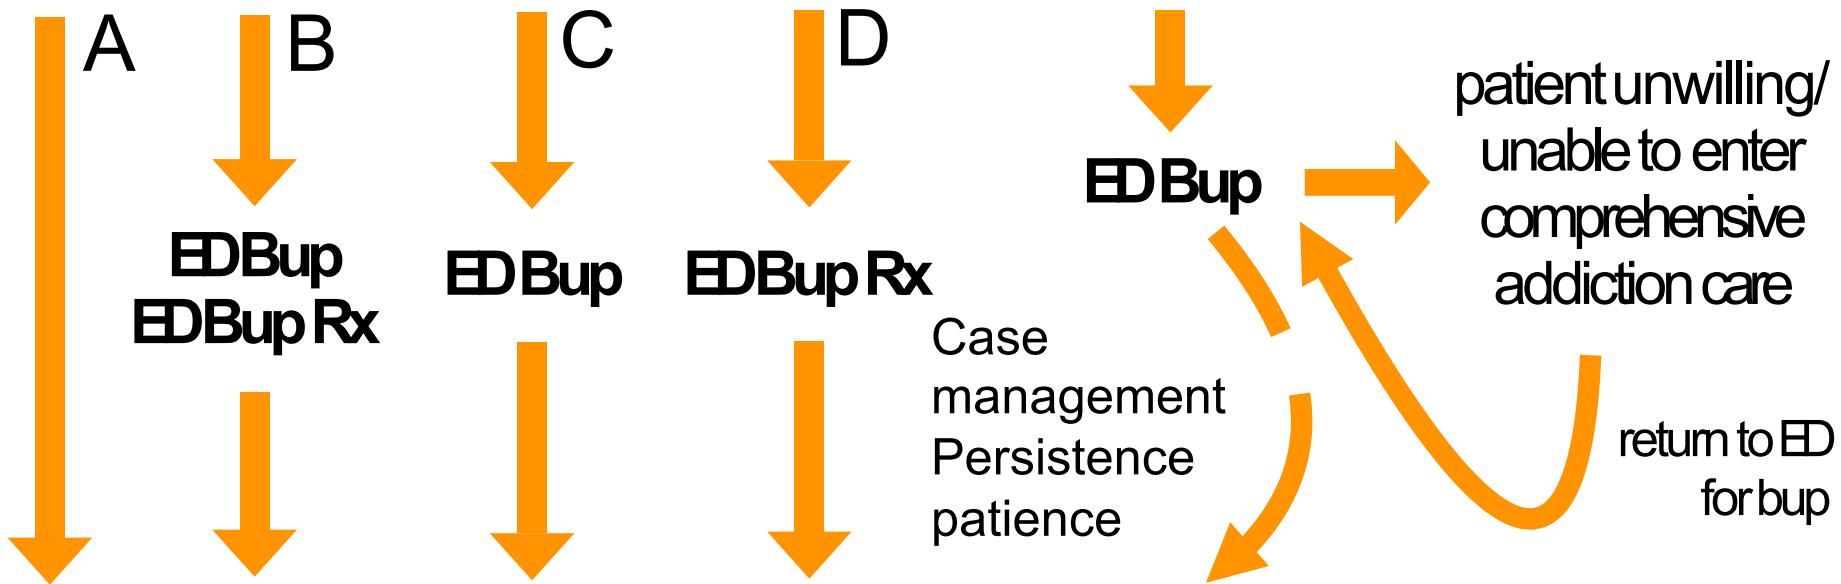 A
B
C
D
ED Bup
ED Bup Rx
ED Bup
ED Bup Rx
ED Bup
patient unwilling/
unable to enter
comprehensive
addiction care
Case
management
Persistence
patience
return to ED
for bup